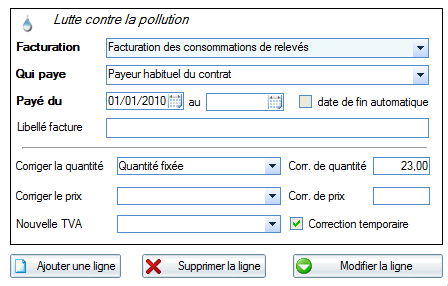 Lutte contre la pollution
Facturation Facturation des consommations de relevés
Qui paye Payeur habituel du contrat
Payé du 01/01/2010 au date de fin automatique
Libellé facture
Corriger la quantité Quantité fixée Corr. de quantité 23,00
Corriger le prix Corr. de prix
Nouvelle TVA Correction temporaire
Ajouter une ligne Supprimer la ligne Modifier la ligne